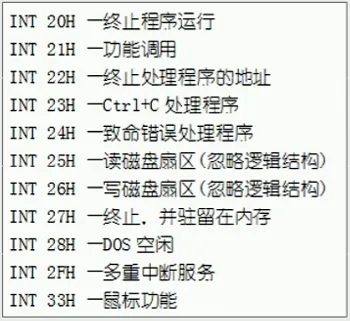 INT 20H —终止程序运行
INT 21H —功能调用
INT 22H —终止处理程序的地址
INT 23H —Ctrl+C 处理程序
INT 24H —致命错误处理程序
INT 25H —读磁盘扇区(忽略逻辑结构)
INT 26H —写磁盘扇区(忽略逻辑结构)
INT 27H —终止，并驻留在内存
INT 28H —DOS 空闲
INT 2FH —多重中断服务
INT 33H —鼠标功能